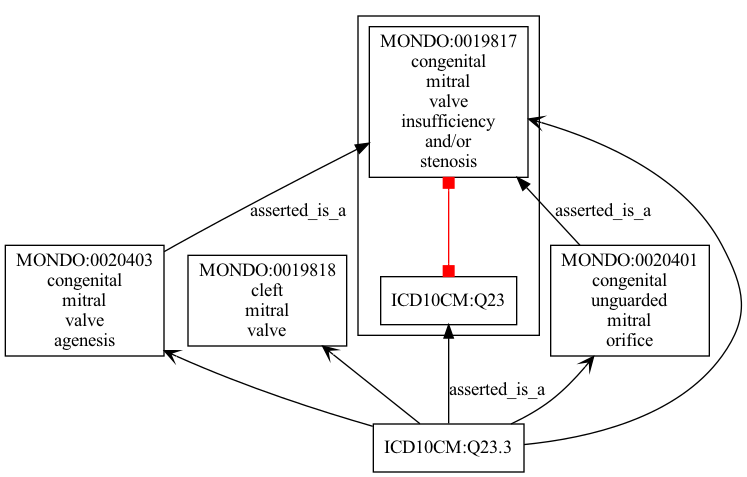 MONDO:0019817
congenital
mitral
valve
insufficiency
and/or
stenosis
asserted_is_a
asserted_is_a
MONDO:0020403
congenital
mitral
valve
agenesis
MONDO:0019818
cleft
mitral
valve
ICD10CM:Q23
MONDO:0020401
congenital
unguarded
mitral
orifice
asserted_is_a
ICD10CM:Q23.3